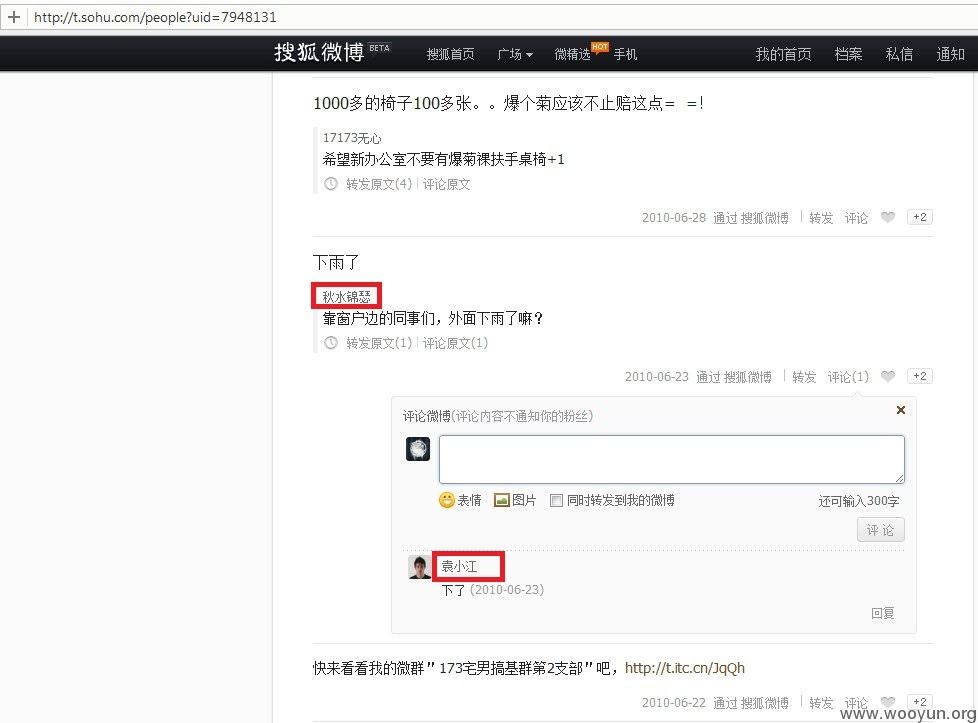 http://t.sohu.com/people?uid=7948131
搜狐微博 BETA 搜狐首页 广场 微精选 HOT 手机 我的首页 档案 私信 通知
1000多的椅子100多张。。爆个菊应该不止赔这点= =!
17173无心
希望新办公室不要有爆菊裸扶手桌椅+1
转发原文(4) 评论原文
2010-06-28 通过 搜狐微博 转发 评论 +2
下雨了
秋水锦瑟
靠窗户边的同事们，外面下雨了嘛？
转发原文(1) 评论原文(1)
2010-06-23 通过 搜狐微博 转发 评论(1) +2
评论微博(评论内容不通知你的粉丝)
表情 图片 同时转发到我的微博 还可输入300字
评 论
袁小江
下了 (2010-06-23)
回复
快来看看我的微群"173宅男搞基群第2支部"吧，http://t.itc.cn/JqQh
2010-06-22 通过 搜狐微博 转发 评论 +2
www.wooyun.org